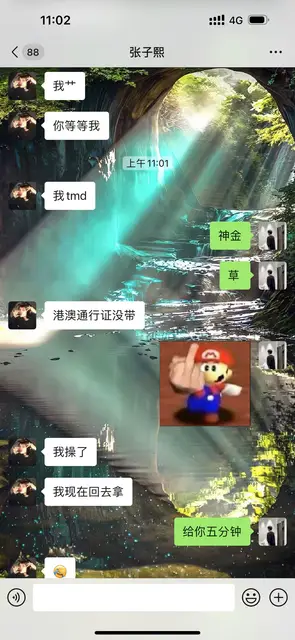 11:02
4G
88
张子熙
我艹
你等等我
上午11:01
我tmd
神金
草
港澳通行证没带
我操了
我现在回去拿
给你五分钟